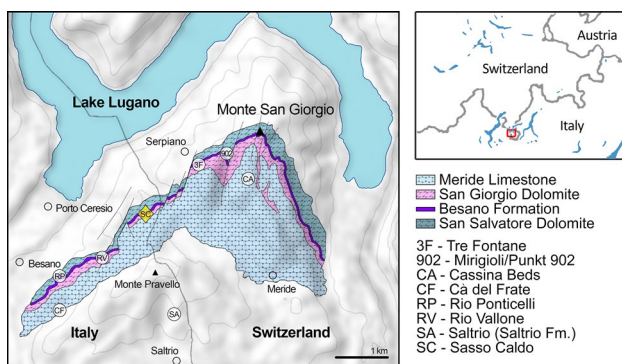 Lake Lugano
Monte San Giorgio
Serpiano
902
3F
CA
Porto Ceresio
SC
Besano
RV
RP
Monte Pravello
Meride
CF
SA
Italy
Switzerland
Saltrio
1 km
Austria
Switzerland
Italy
Meride Limestone
San Giorgio Dolomite
Besano Formation
San Salvatore Dolomite
3F - Tre Fontane
902 - Mirigioli/Punkt 902
CA - Cassina Beds
CF - Cà del Frate
RP - Rio Ponticelli
RV - Rio Vallone
SA - Saltrio (Saltrio Fm.)
SC - Sasso Caldo